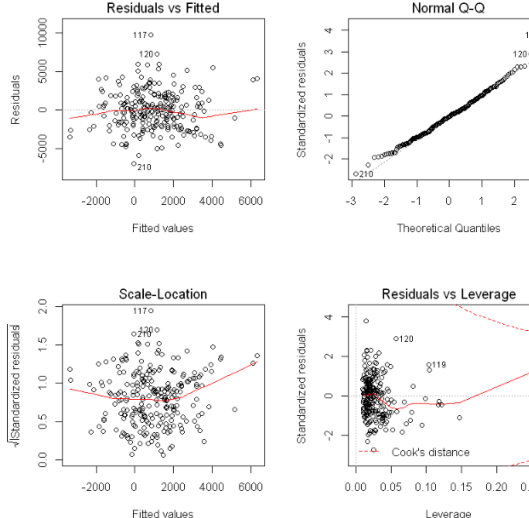 Residuals vs Fitted
Residuals
10000
5000
0
-5000
117
120
210
-2000 0 2000 4000 6000
Fitted values
Normal Q-Q
Standardized residuals
4
3
2
1
0
-1
-2
120
210
-3 -2 -1 0 1 2
Theoretical Quantiles
Scale-Location
√|Standardized residuals|
2.0
1.5
1.0
0.5
0.0
117
210 120
-2000 0 2000 4000 6000
Fitted values
Residuals vs Leverage
Standardized residuals
4
2
0
-2
120
119
Cook's distance
0.00 0.05 0.10 0.15 0.20
Leverage